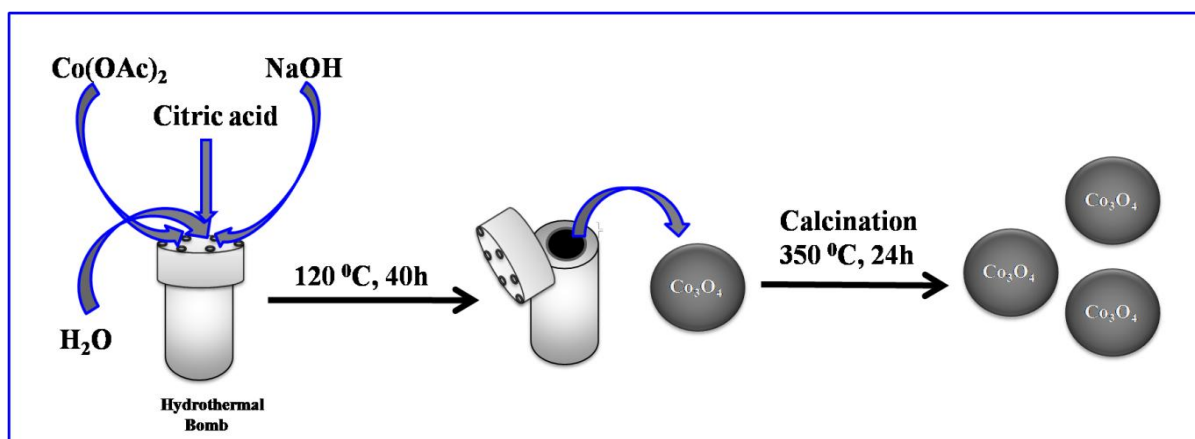 Co(OAc)₂
NaOH
Citric acid
H₂O
Hydrothermal
Bomb
120 ⁰C, 40h
Co₃O₄
Calcination
350 ⁰C, 24h
Co₃O₄
Co₃O₄
Co₃O₄